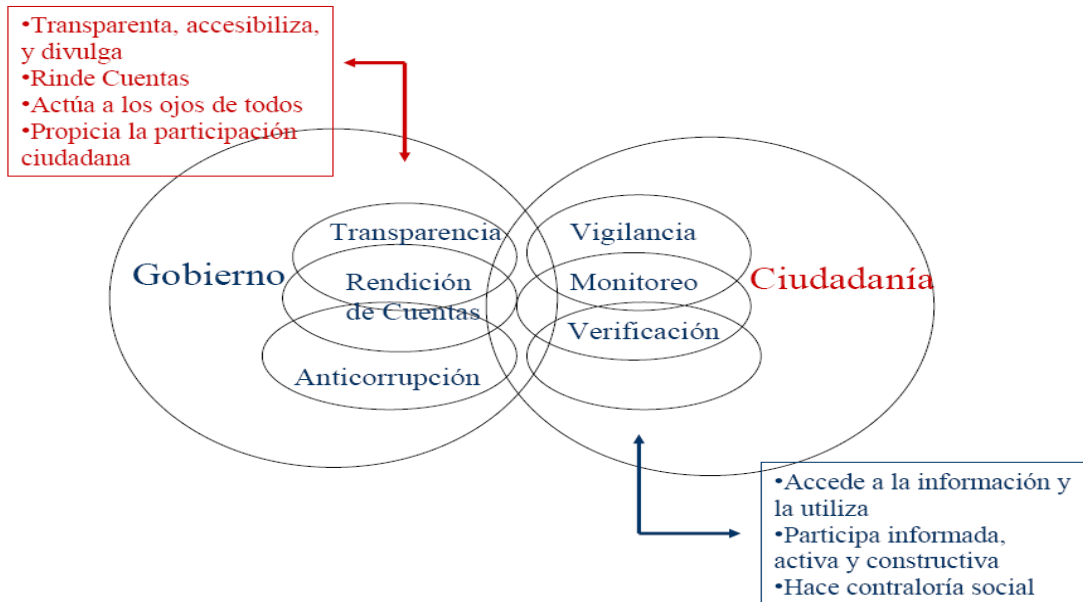 •Transparenta, accesibiliza,
y divulga
•Rinde Cuentas
•Actúa a los ojos de todos
•Propicia la participación
ciudadana
Transparencia
Vigilancia
Gobierno
Rendición
de Cuentas
Monitoreo
Ciudadanía
Verificación
Anticorrupción
•Accede a la información y
la utiliza
•Participa informada,
activa y constructiva
•Hace contraloría social